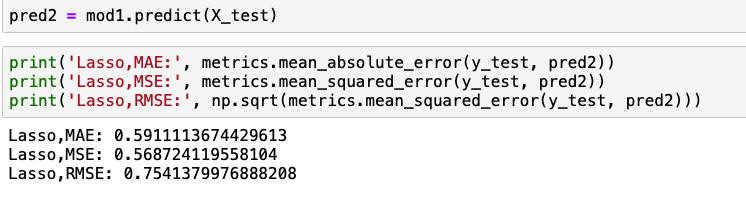 pred2 = mod1.predict(X_test)
print('Lasso,MAE:', metrics.mean_absolute_error(y_test, pred2))
print('Lasso,MSE:', metrics.mean_squared_error(y_test, pred2))
print('Lasso,RMSE:', np.sqrt(metrics.mean_squared_error(y_test, pred2)))
Lasso,MAE: 0.5911113674429613
Lasso,MSE: 0.568724119558104
Lasso,RMSE: 0.7541379976888208